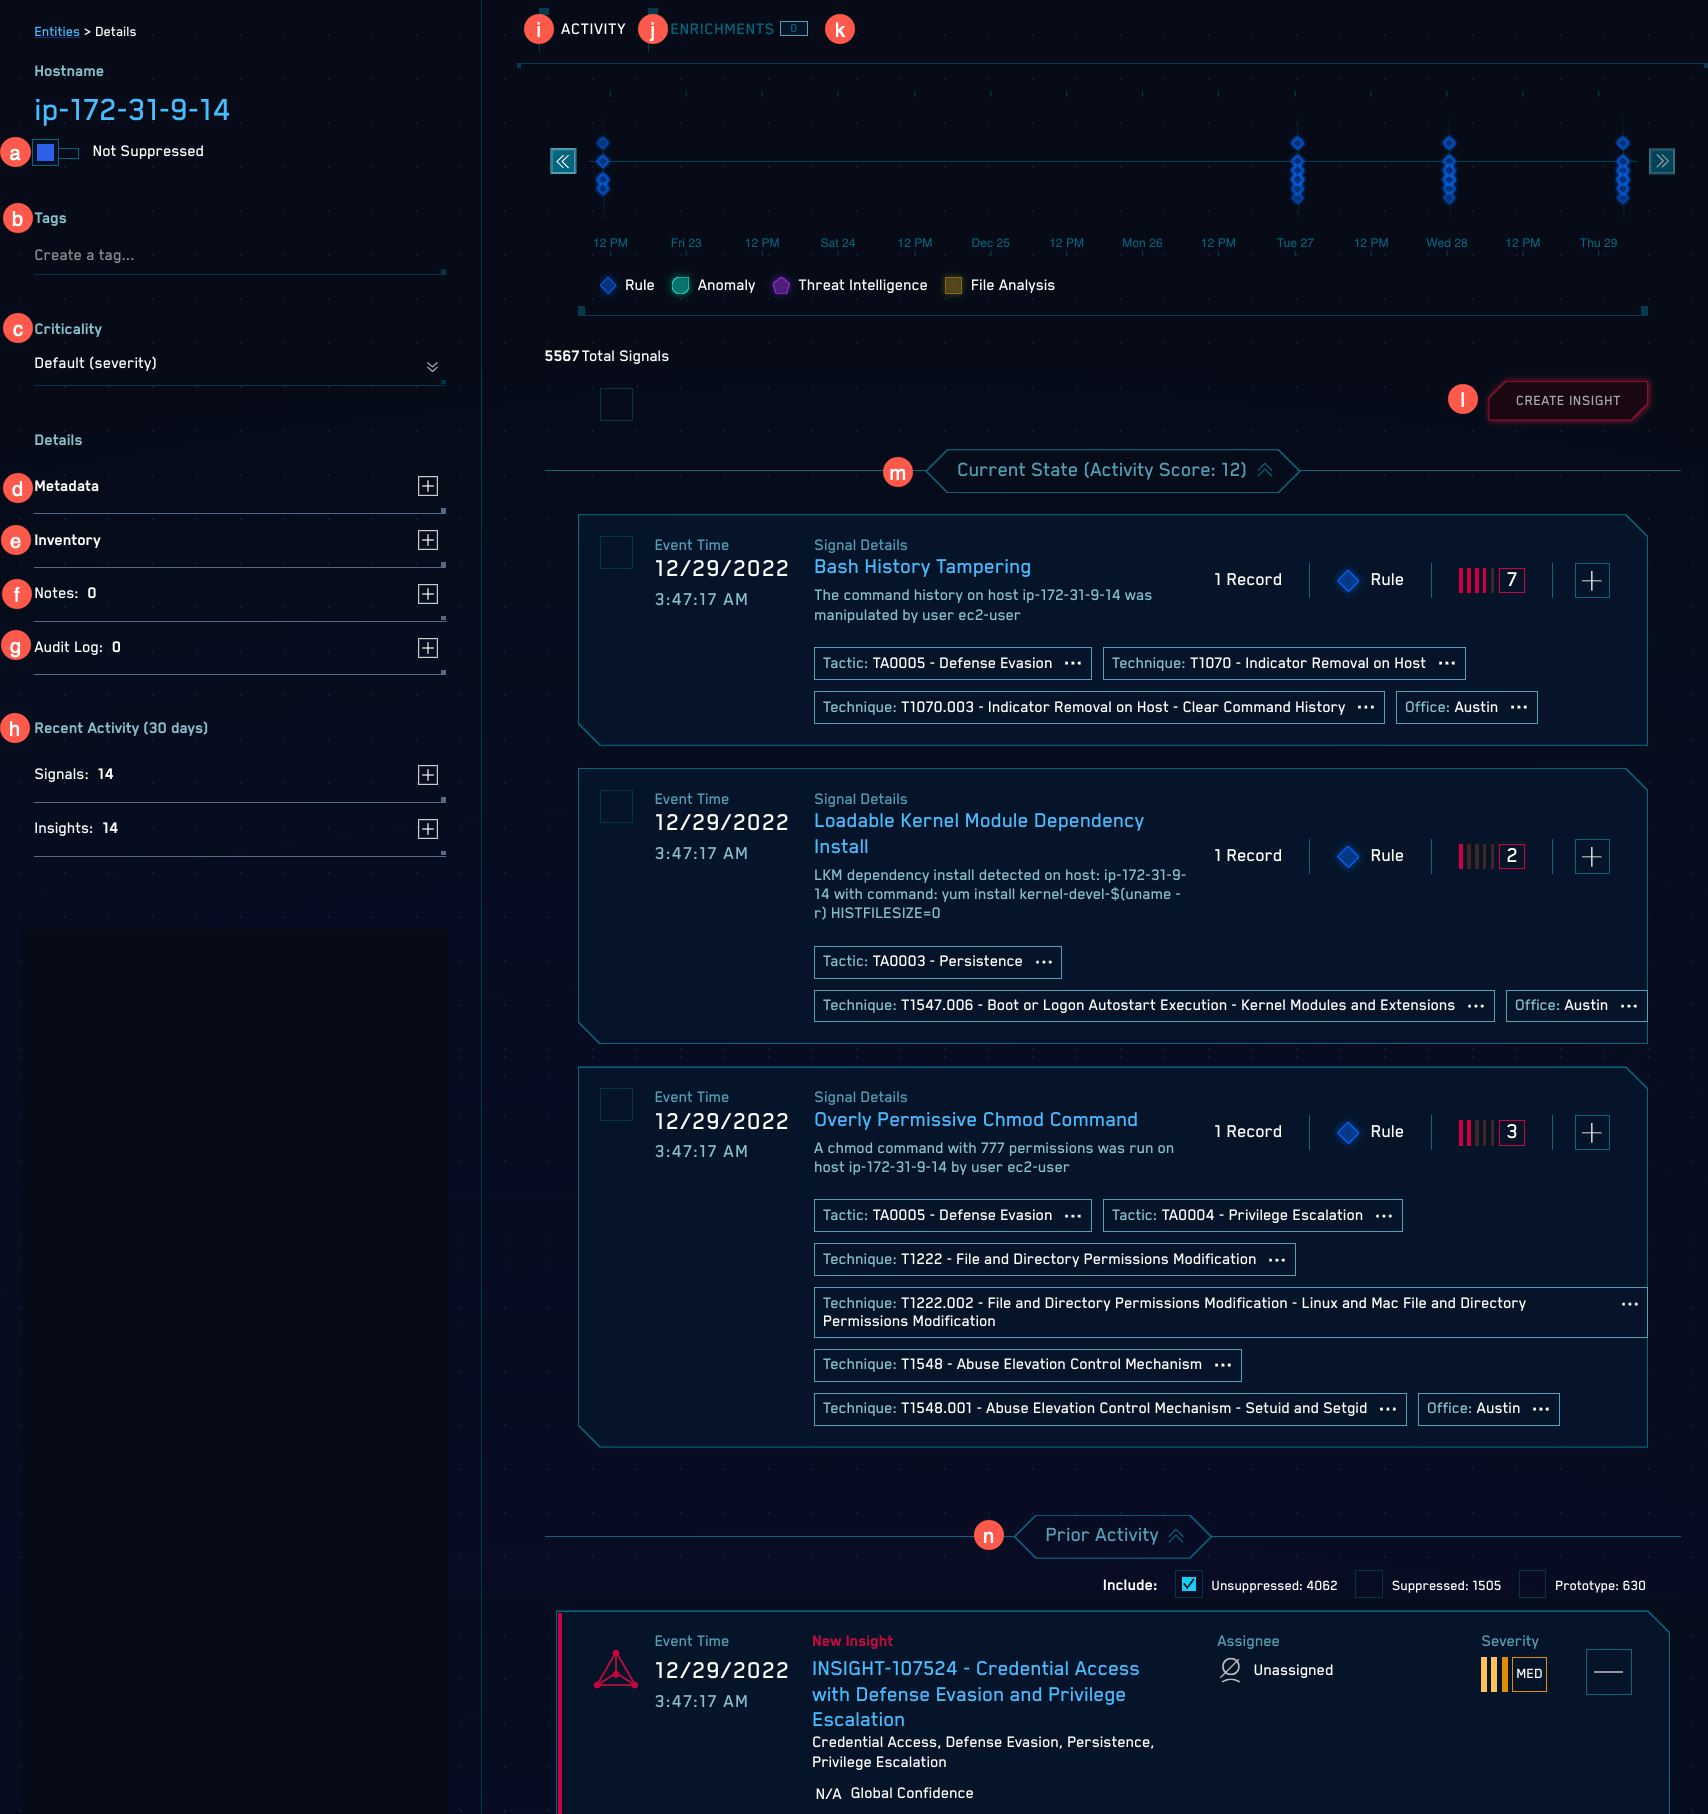 Entities > Details
Hostname
ip-172-31-9-14
a
Not Suppressed
b Tags
Create a tag...
c Criticality
Default (severity)
Details
d Metadata
e Inventory
f Notes: 0
g Audit Log: 0
h Recent Activity (30 days)
Signals: 14
Insights: 14
i ACTIVITY j ENRICHMENTS 0 k
12 PM Fri 23 12 PM Sat 24 12 PM Dec 25 12 PM Mon 26 12 PM Tue 27 12 PM Wed 28 12 PM Thu 29
Rule Anomaly Threat Intelligence File Analysis
5567 Total Signals
l CREATE INSIGHT
m Current State (Activity Score: 12)
Event Time
12/29/2022
3:47:17 AM
Signal Details
Bash History Tampering
The command history on host ip-172-31-9-14 was
manipulated by user ec2-user
1 Record Rule 7
Tactic: TA0005 - Defense Evasion ... Technique: T1070 - Indicator Removal on Host ...
Technique: T1070.003 - Indicator Removal on Host - Clear Command History ... Office: Austin ...
Event Time
12/29/2022
3:47:17 AM
Signal Details
Loadable Kernel Module Dependency
Install
LKM dependency install detected on host: ip-172-31-9-
14 with command: yum install kernel-devel-$(uname -
r) HISTFILESIZE=0
1 Record Rule 2
Tactic: TA0003 - Persistence ...
Technique: T1547.006 - Boot or Logon Autostart Execution - Kernel Modules and Extensions ... Office: Austin ...
Event Time
12/29/2022
3:47:17 AM
Signal Details
Overly Permissive Chmod Command
A chmod command with 777 permissions was run on
host ip-172-31-9-14 by user ec2-user
1 Record Rule 3
Tactic: TA0005 - Defense Evasion ... Tactic: TA0004 - Privilege Escalation ...
Technique: T1222 - File and Directory Permissions Modification ...
Technique: T1222.002 - File and Directory Permissions Modification - Linux and Mac File and Directory ...
Permissions Modification
Technique: T1548 - Abuse Elevation Control Mechanism ...
Technique: T1548.001 - Abuse Elevation Control Mechanism - Setuid and Setgid ... Office: Austin ...
n Prior Activity
Include: Unsuppressed: 4062 Suppressed: 1505 Prototype: 630
Event Time
12/29/2022
3:47:17 AM
New Insight
INSIGHT-107524 - Credential Access
with Defense Evasion and Privilege
Escalation
Credential Access, Defense Evasion, Persistence,
Privilege Escalation
N/A Global Confidence
Assignee
Unassigned
Severity
MED